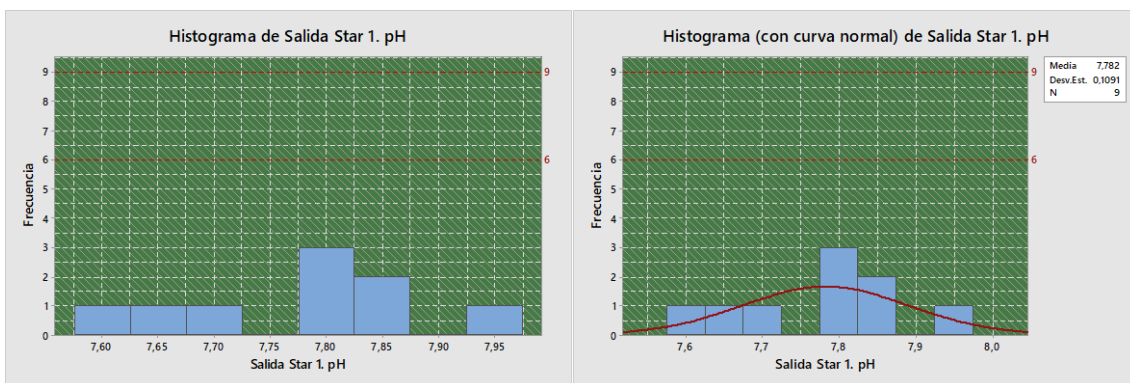 Histograma de Salida Star 1. pH
Frecuencia
9
8
7
6
5
4
3
2
1
0
9
6
7,60 7,65 7,70 7,75 7,80 7,85 7,90 7,95
Salida Star 1. pH
Histograma (con curva normal) de Salida Star 1. pH
Frecuencia
9
8
7
6
5
4
3
2
1
0
9
6
7,6 7,7 7,8 7,9 8,0
Salida Star 1. pH
Media 7,782
Desv.Est. 0,1091
N 9